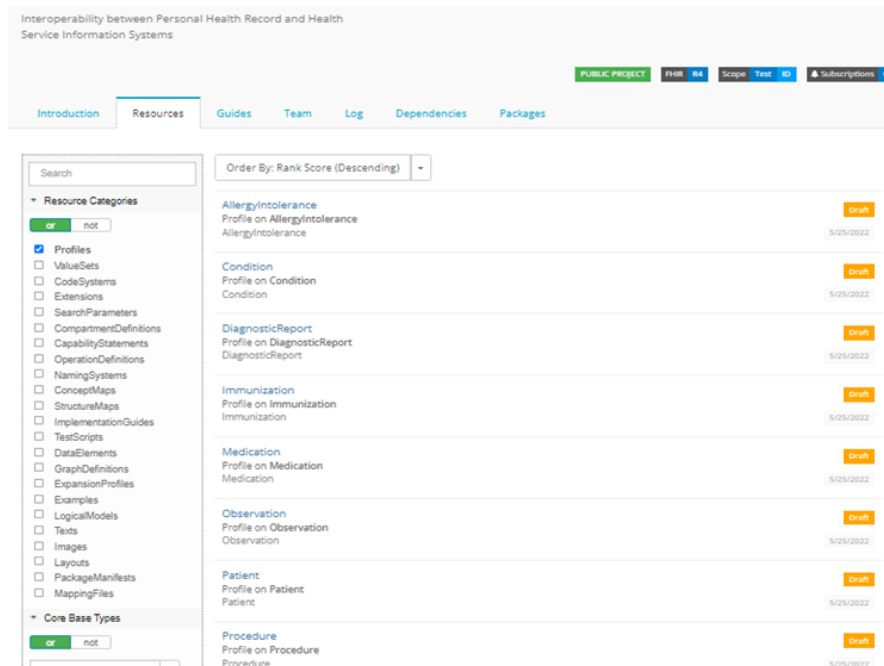 Interoperability between Personal Health Record and Health
Service Information Systems
PUBLIC PROJECT FHIR R4 Scope Test ID Subscriptions
Introduction Resources Guides Team Log Dependencies Packages
Search
Order By: Rank Score (Descending)
Resource Categories
or not
Profiles
ValueSets
CodeSystems
Extensions
SearchParameters
CompartmentDefinitions
CapabilityStatements
OperationDefinitions
NamingSystems
ConceptMaps
StructureMaps
ImplementationGuides
TestScripts
DataElements
GraphDefinitions
ExpansionProfiles
Examples
LogicalModels
Texts
Images
Layouts
PackageManifests
MappingFiles
Core Base Types
or not
AllergyIntolerance Draft
Profile on AllergyIntolerance
AllergyIntolerance 5/25/2022
Condition Draft
Profile on Condition
Condition 5/25/2022
DiagnosticReport Draft
Profile on DiagnosticReport
DiagnosticReport 5/25/2022
Immunization Draft
Profile on Immunization
Immunization 5/25/2022
Medication Draft
Profile on Medication
Medication 5/25/2022
Observation Draft
Profile on Observation
Observation 5/25/2022
Patient Draft
Profile on Patient
Patient 5/25/2022
Procedure Draft
Profile on Procedure
Procedure 5/25/2022